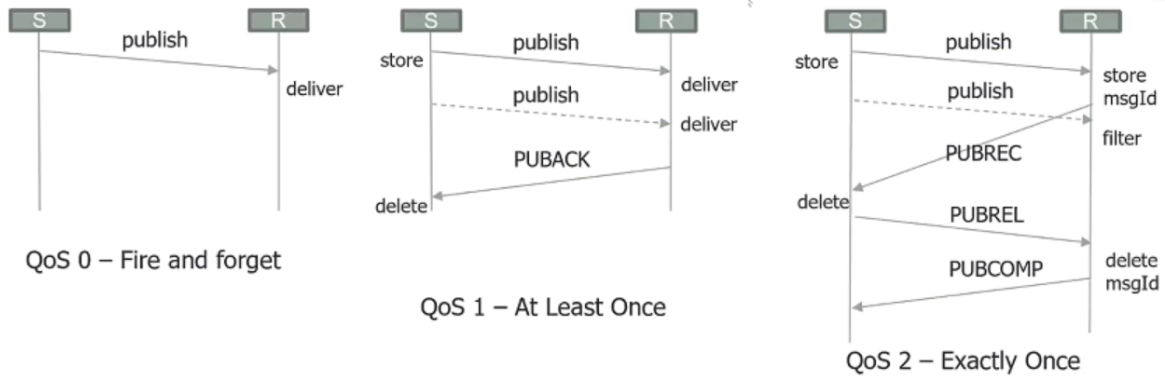 S
R
publish
deliver
QoS 0 – Fire and forget
S
R
store
publish
deliver
publish
deliver
PUBACK
delete
QoS 1 – At Least Once
S
R
store
publish
store
msgId
publish
filter
PUBREC
delete
PUBREL
delete
msgId
PUBCOMP
QoS 2 – Exactly Once